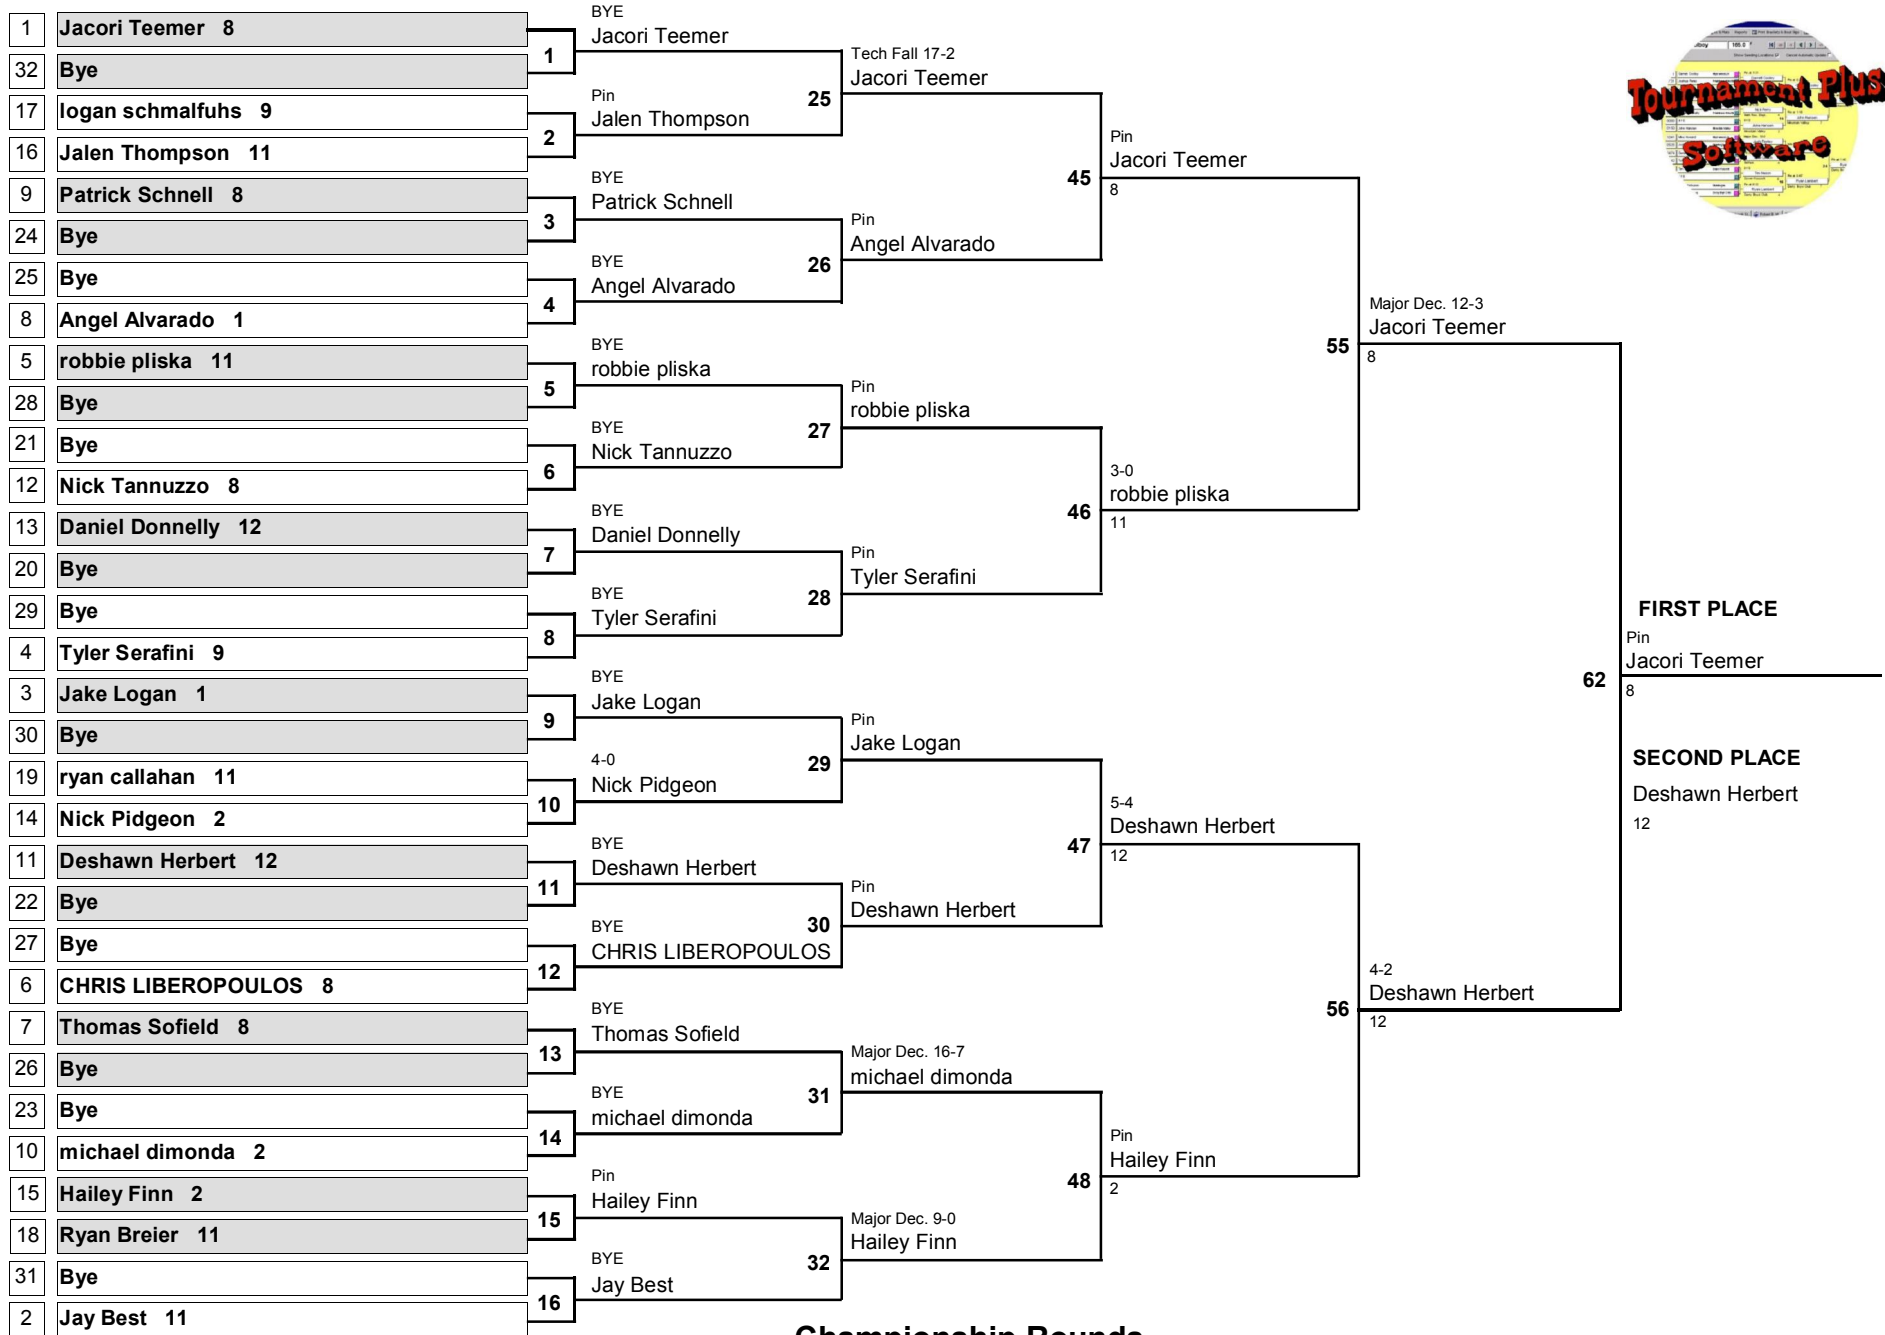 1 Jacori Teemer 8
32 Bye
17 logan schmalfuhs 9
16 Jalen Thompson 11
9 Patrick Schnell 8
24 Bye
25 Bye
8 Angel Alvarado 1
5 robbie pliska 11
28 Bye
21 Bye
12 Nick Tannuzzo 8
13 Daniel Donnelly 12
20 Bye
29 Bye
4 Tyler Serafini 9
3 Jake Logan 1
30 Bye
19 ryan callahan 11
14 Nick Pidgeon 2
11 Deshawn Herbert 12
22 Bye
27 Bye
6 CHRIS LIBEROPOULOS 8
7 Thomas Sofield 8
26 Bye
23 Bye
10 michael dimonda 2
15 Hailey Finn 2
18 Ryan Breier 11
31 Bye
2 Jay Best 11
BYE
1 Jacori Teemer
Pin
2 Jalen Thompson
BYE
3 Patrick Schnell
BYE
4 Angel Alvarado
BYE
5 robbie pliska
BYE
6 Nick Tannuzzo
BYE
7 Daniel Donnelly
BYE
8 Tyler Serafini
BYE
9 Jake Logan
4-0
10 Nick Pidgeon
BYE
11 Deshawn Herbert
BYE
12 CHRIS LIBEROPOULOS
BYE
13 Thomas Sofield
BYE
14 michael dimonda
Pin
15 Hailey Finn
BYE
16 Jay Best
Tech Fall 17-2
25 Jacori Teemer
Pin
26 Angel Alvarado
Pin
27 robbie pliska
Pin
28 Tyler Serafini
Pin
29 Jake Logan
Pin
30 Deshawn Herbert
Major Dec. 16-7
31 michael dimonda
Major Dec. 9-0
32 Hailey Finn
Pin
45 Jacori Teemer
8
3-0
46 robbie pliska
11
5-4
47 Deshawn Herbert
12
Pin
48 Hailey Finn
2
Major Dec. 12-3
55 Jacori Teemer
8
4-2
56 Deshawn Herbert
12
FIRST PLACE
Pin
62 Jacori Teemer
8
SECOND PLACE
Deshawn Herbert
12
Tournament Plus
Software
Championship Rounds